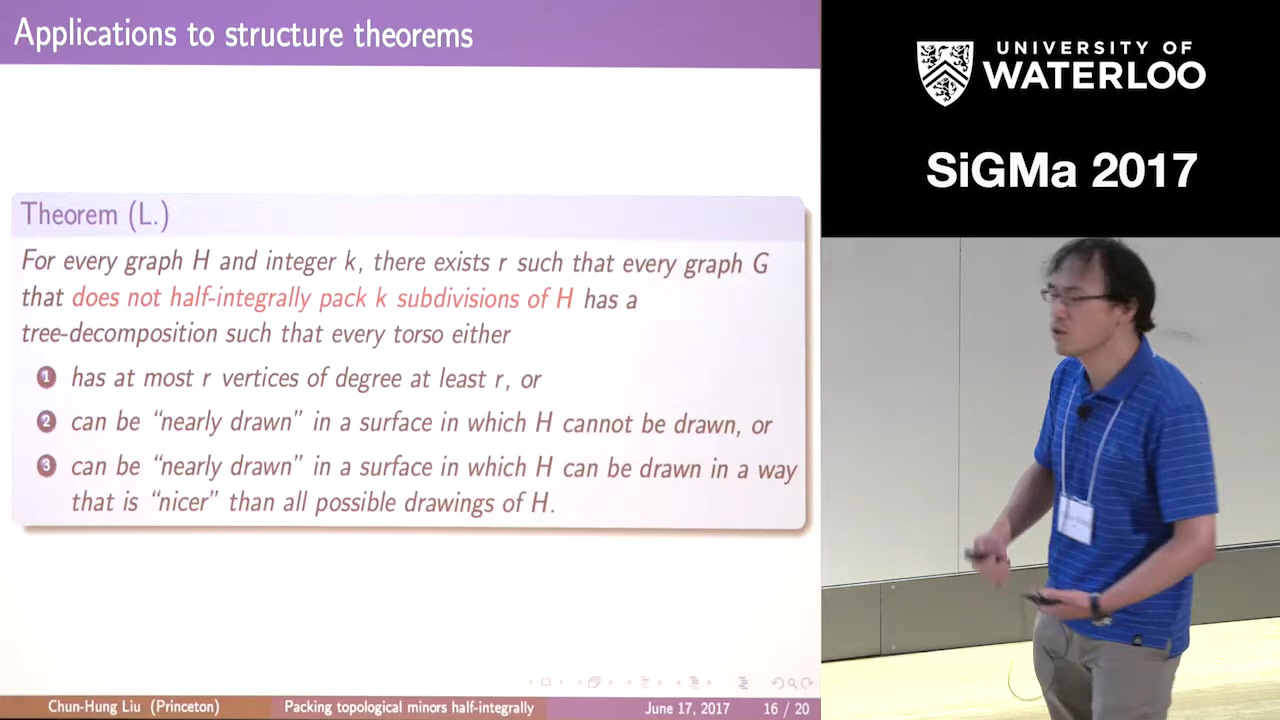 Applications to structure theorems
Theorem (L.)
For every graph H and integer k, there exists r such that every graph G
that does not half-integrally pack k subdivisions of H has a
tree-decomposition such that every torso either
1 has at most r vertices of degree at least r, or
2 can be “nearly drawn” in a surface in which H cannot be drawn, or
3 can be “nearly drawn” in a surface in which H can be drawn in a way
that is “nicer” than all possible drawings of H.
Chun-Hung Liu (Princeton)
Packing topological minors half-integrally
June 17, 2017
16 / 20
UNIVERSITY OF
WATERLOO
SiGMa 2017